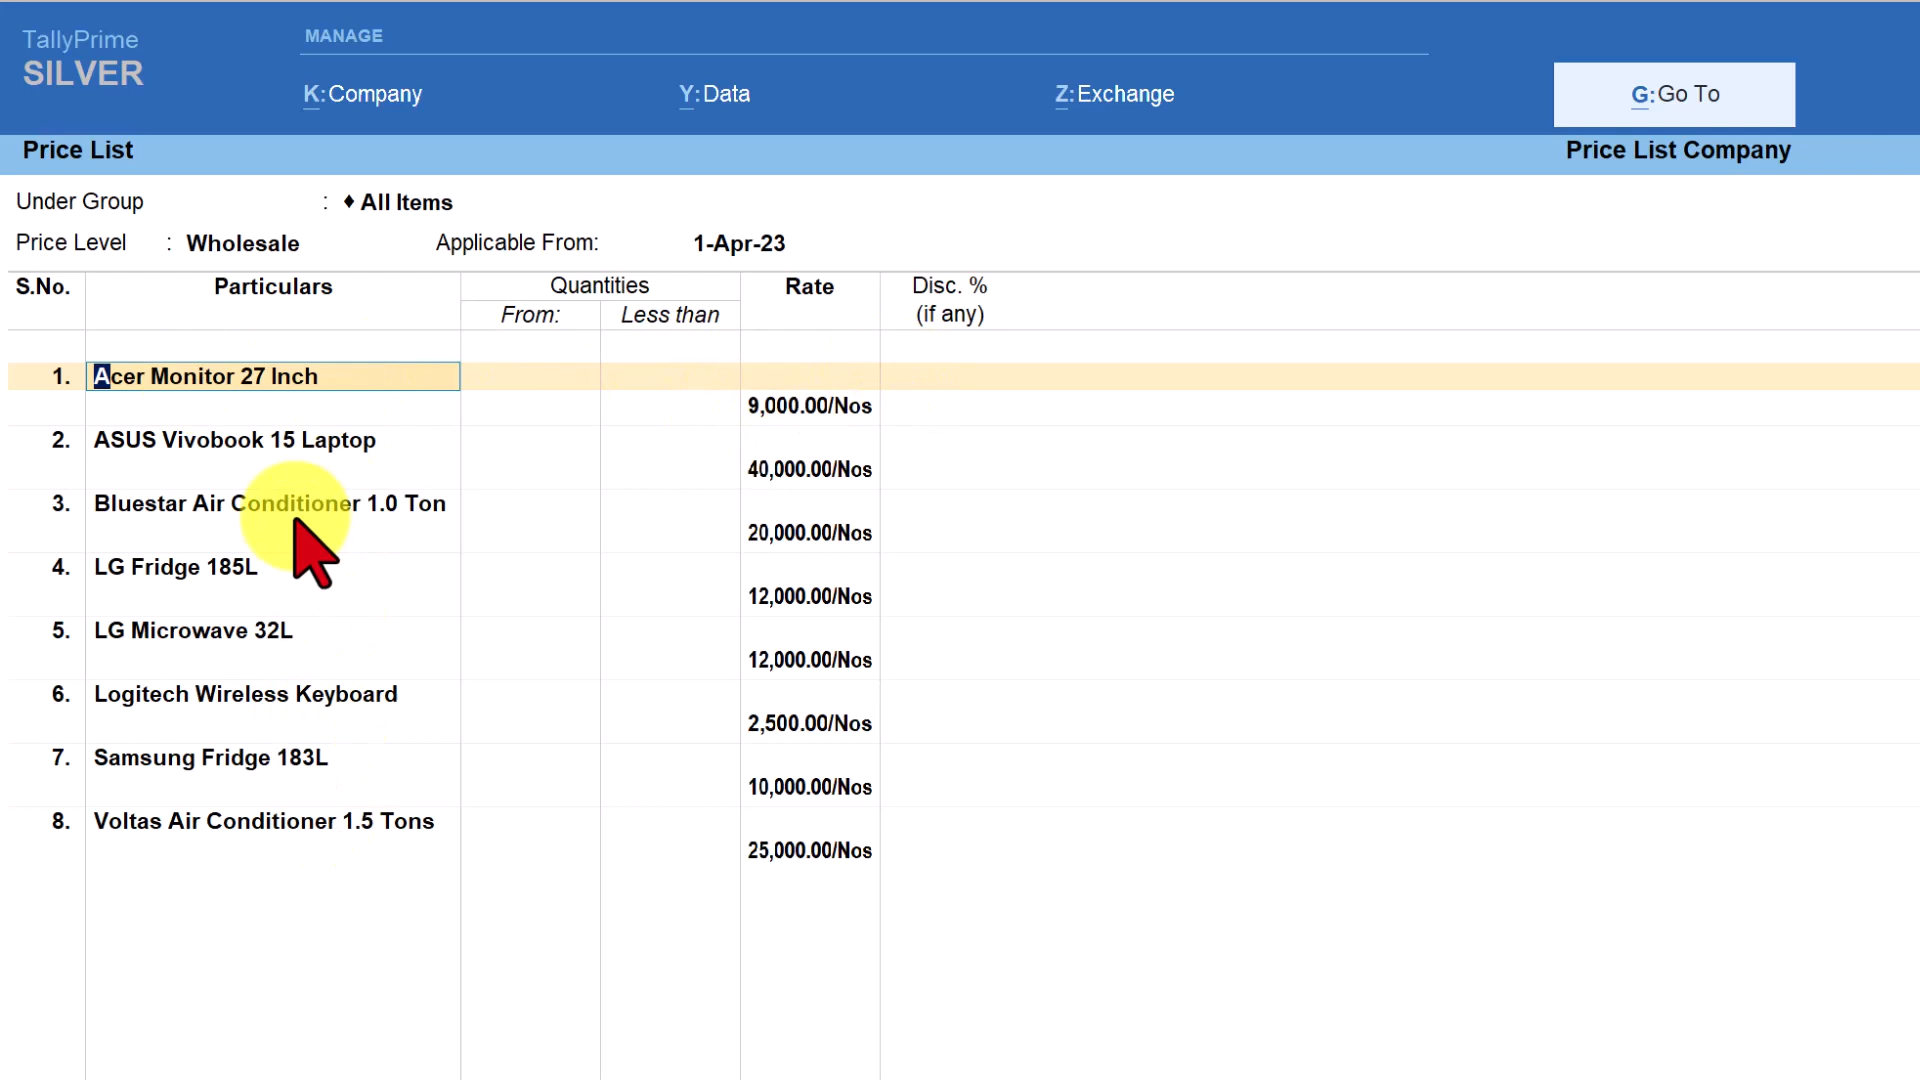 TallyPrime
SILVER
MANAGE
K:Company Y:Data Z:Exchange G:Go To
Price List Price List Company
Under Group : ♦ All Items
Price Level : Wholesale Applicable From: 1-Apr-23
S.No. Particulars Quantities Rate Disc. %
From: Less than (if any)
1. Acer Monitor 27 Inch
9,000.00/Nos
2. ASUS Vivobook 15 Laptop
40,000.00/Nos
3. Bluestar Air Conditioner 1.0 Ton
20,000.00/Nos
4. LG Fridge 185L
12,000.00/Nos
5. LG Microwave 32L
12,000.00/Nos
6. Logitech Wireless Keyboard
2,500.00/Nos
7. Samsung Fridge 183L
10,000.00/Nos
8. Voltas Air Conditioner 1.5 Tons
25,000.00/Nos